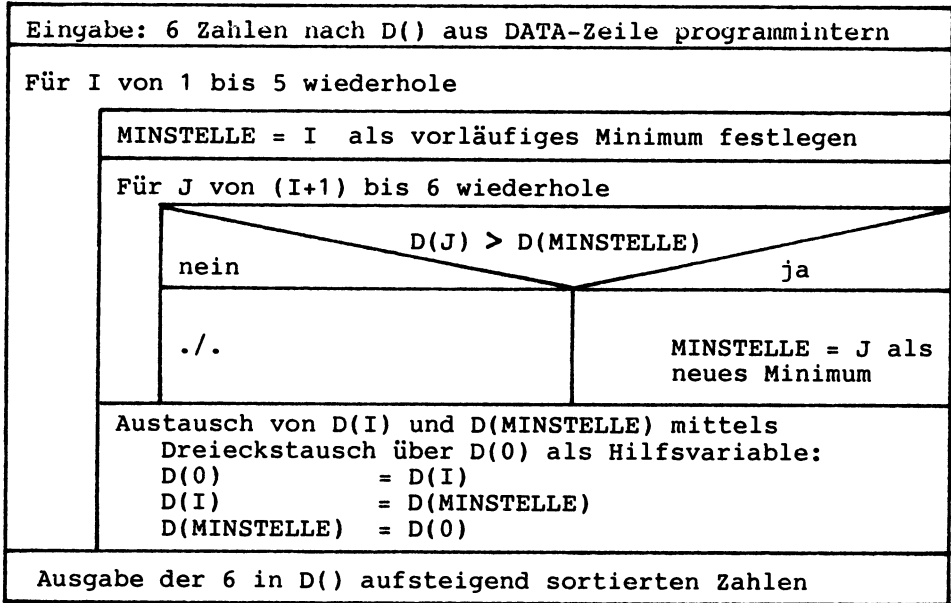 Eingabe: 6 Zahlen nach D() aus DATA-Zeile programmintern
Für I von 1 bis 5 wiederhole
MINSTELLE = I als vorläufiges Minimum festlegen
Für J von (I+1) bis 6 wiederhole
D(J) > D(MINSTELLE)
nein
ja
./.
MINSTELLE = J als
neues Minimum
Austausch von D(I) und D(MINSTELLE) mittels
Dreieckstausch über D(0) als Hilfsvariable:
D(0) = D(I)
D(I) = D(MINSTELLE)
D(MINSTELLE) = D(0)
Ausgabe der 6 in D() aufsteigend sortierten Zahlen